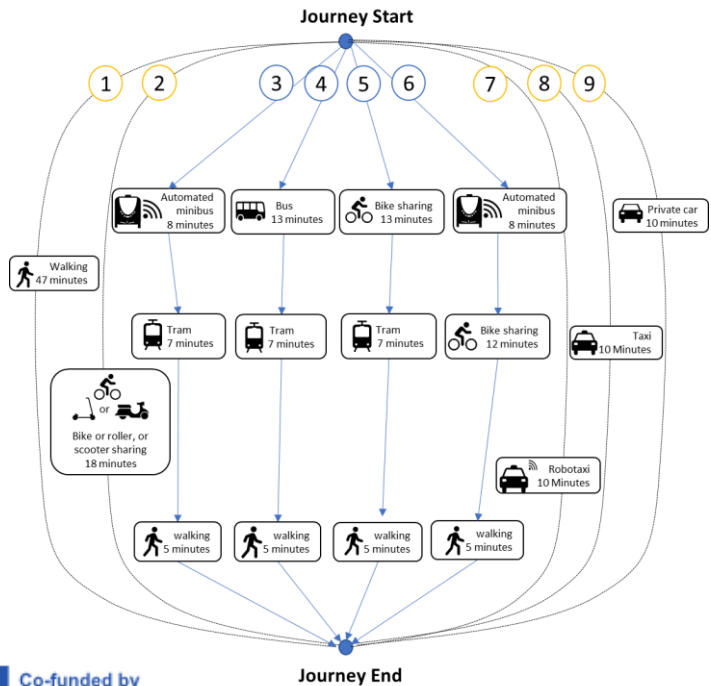 Journey Start
1
2
3
4
5
6
7
8
9
Automated
minibus
8 minutes
Bus
13 minutes
Bike sharing
13 minutes
Automated
minibus
8 minutes
Private car
10 minutes
Walking
47 minutes
Tram
7 minutes
Tram
7 minutes
Tram
7 minutes
Bike sharing
12 minutes
Taxi
10 Minutes
or
Bike or roller, or
scooter sharing
18 minutes
Robotaxi
10 Minutes
walking
5 minutes
walking
5 minutes
walking
5 minutes
walking
5 minutes
Journey End
Co-funded by